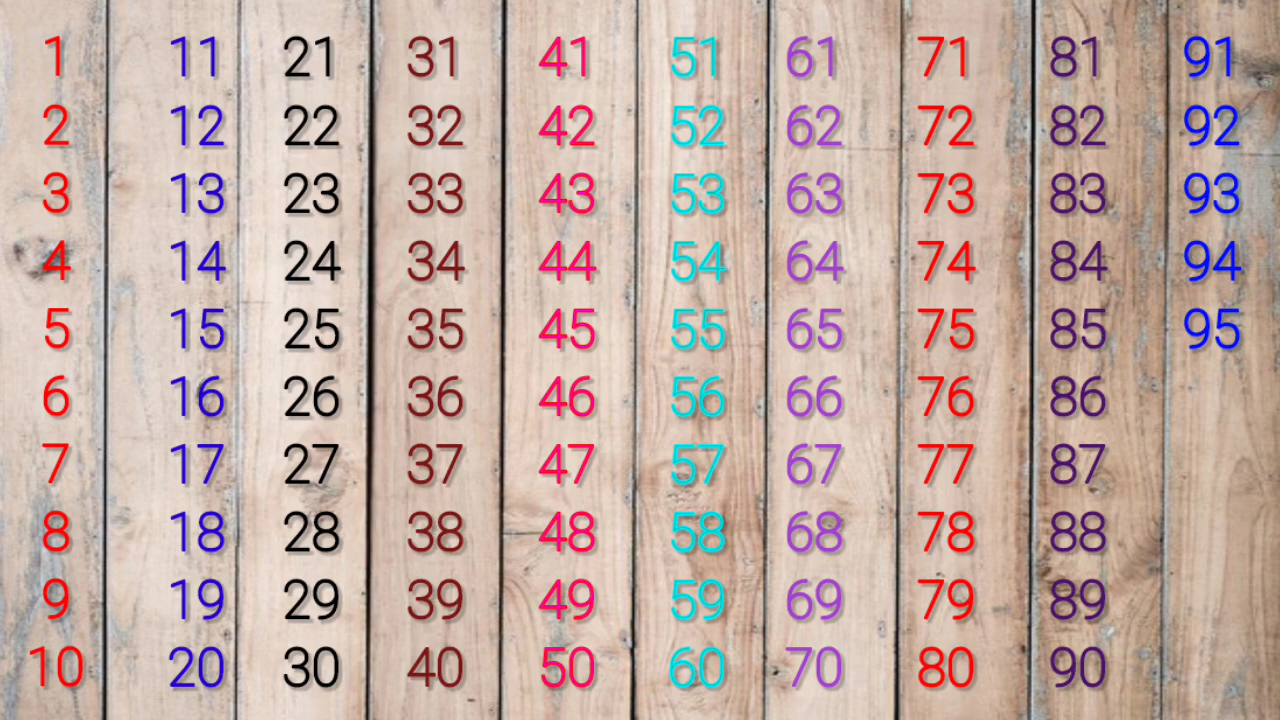 1 11 21 31 41 51 61 71 81 91
2 12 22 32 42 52 62 72 82 92
3 13 23 33 43 53 63 73 83 93
4 14 24 34 44 54 64 74 84 94
5 15 25 35 45 55 65 75 85 95
6 16 26 36 46 56 66 76 86
7 17 27 37 47 57 67 77 87
8 18 28 38 48 58 68 78 88
9 19 29 39 49 59 69 79 89
10 20 30 40 50 60 70 80 90